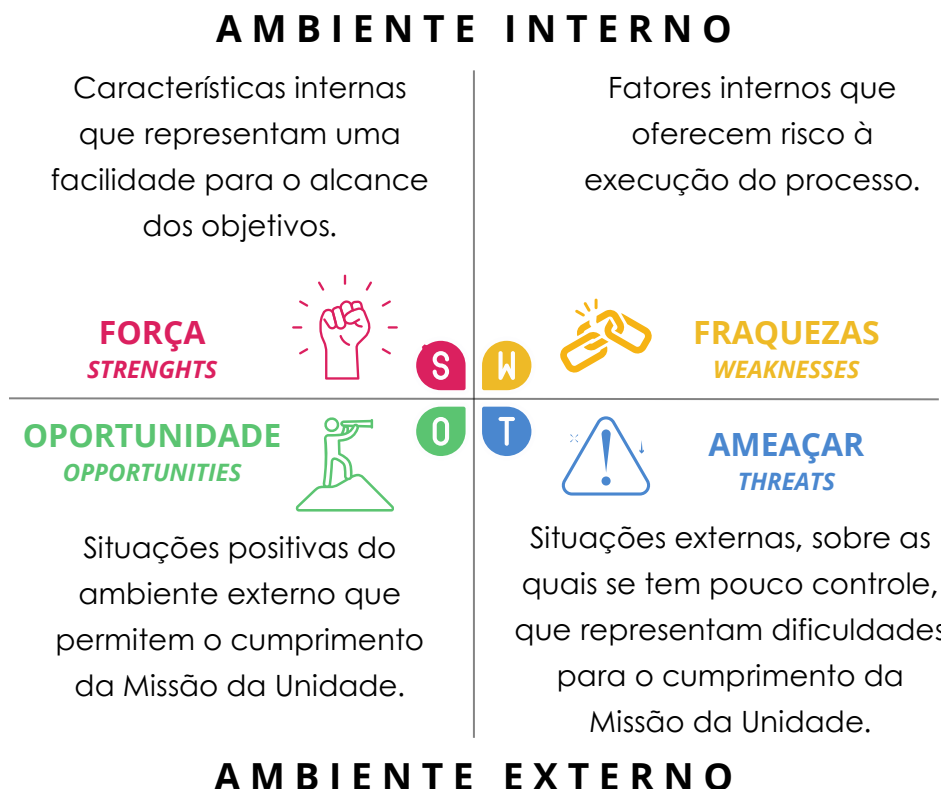 AMBIENTE INTERNO
Características internas
que representam uma
facilidade para o alcance
dos objetivos.
Fatores internos que
oferecem risco à
execução do processo.
FORÇA
STRENGHTS
FRAQUEZAS
WEAKNESSES
S W
O T
OPORTUNIDADE
OPPORTUNITIES
AMEAÇAR
THREATS
Situações positivas do
ambiente externo que
permitem o cumprimento
da Missão da Unidade.
Situações externas, sobre as
quais se tem pouco controle,
que representam dificuldades
para o cumprimento da
Missão da Unidade.
AMBIENTE EXTERNO